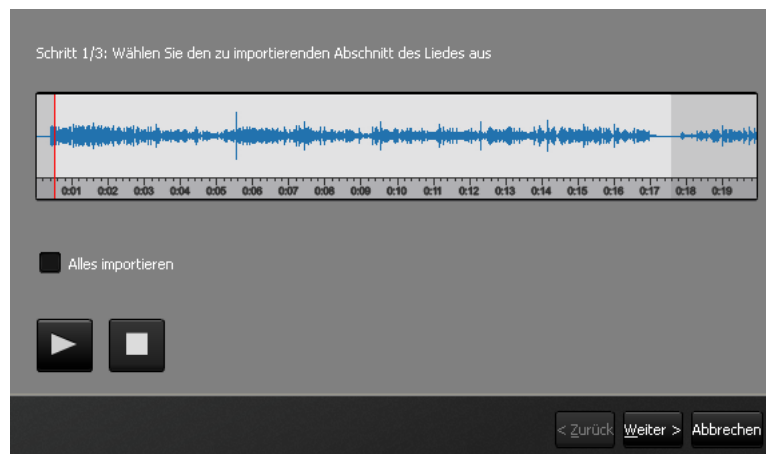 Schritt 1/3: Wählen Sie den zu importierenden Abschnitt des Liedes aus
0:01 0:02 0:03 0:04 0:05 0:06 0:07 0:08 0:09 0:10 0:11 0:12 0:13 0:14 0:15 0:16 0:17 0:18 0:19
Alles importieren
< Zurück Weiter > Abbrechen